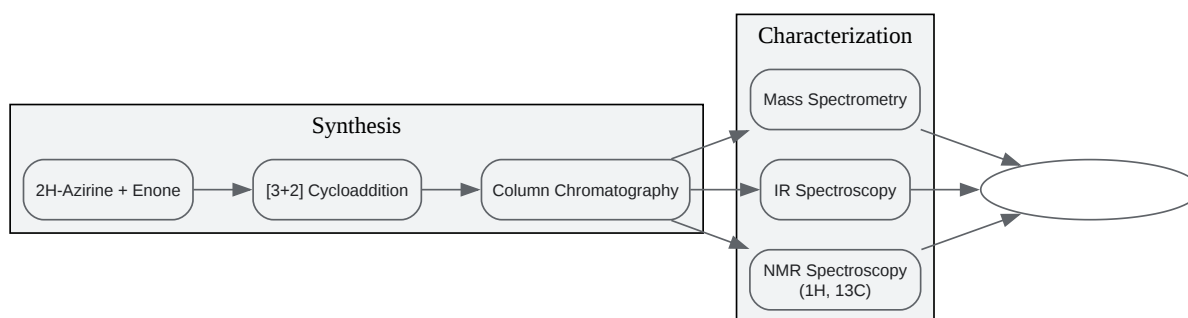 Synthesis
2H-Azirine + Enone
[3+2] Cycloaddition
Column Chromatography
Characterization
Mass Spectrometry
IR Spectroscopy
NMR Spectroscopy
(1H, 13C)